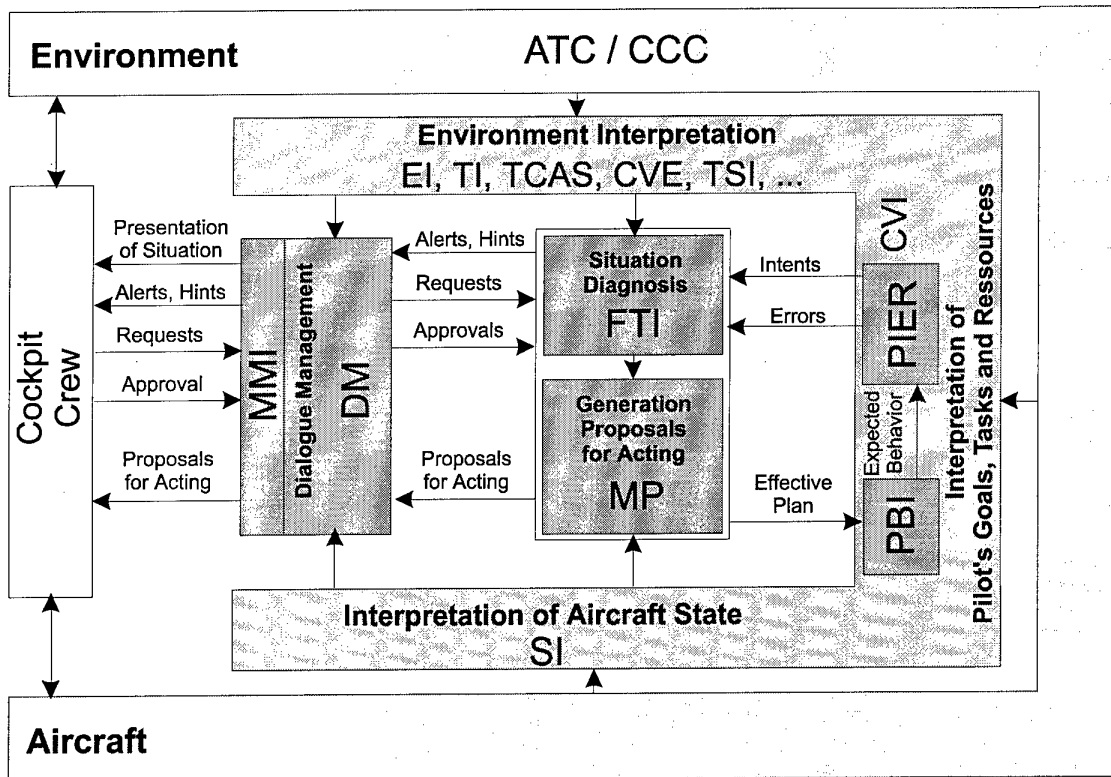 Environment
ATC / CCC
Environment Interpretation
EI, TI, TCAS, CVE, TSI, ...
Cockpit
Crew
Presentation
of Situation
Alerts, Hints
Requests
Approval
Proposals
for Acting
MMI
Dialogue Management
DM
Alerts, Hints
Requests
Approvals
Proposals
for Acting
Situation
Diagnosis
FTI
Generation
Proposals
for Acting
MP
Intents
Errors
Effective
Plan
CVI
PIER
Expected
Behavior
PBI
Interpretation of
Pilot's Goals, Tasks and Ressources
Interpretation of Aircraft State
SI
Aircraft